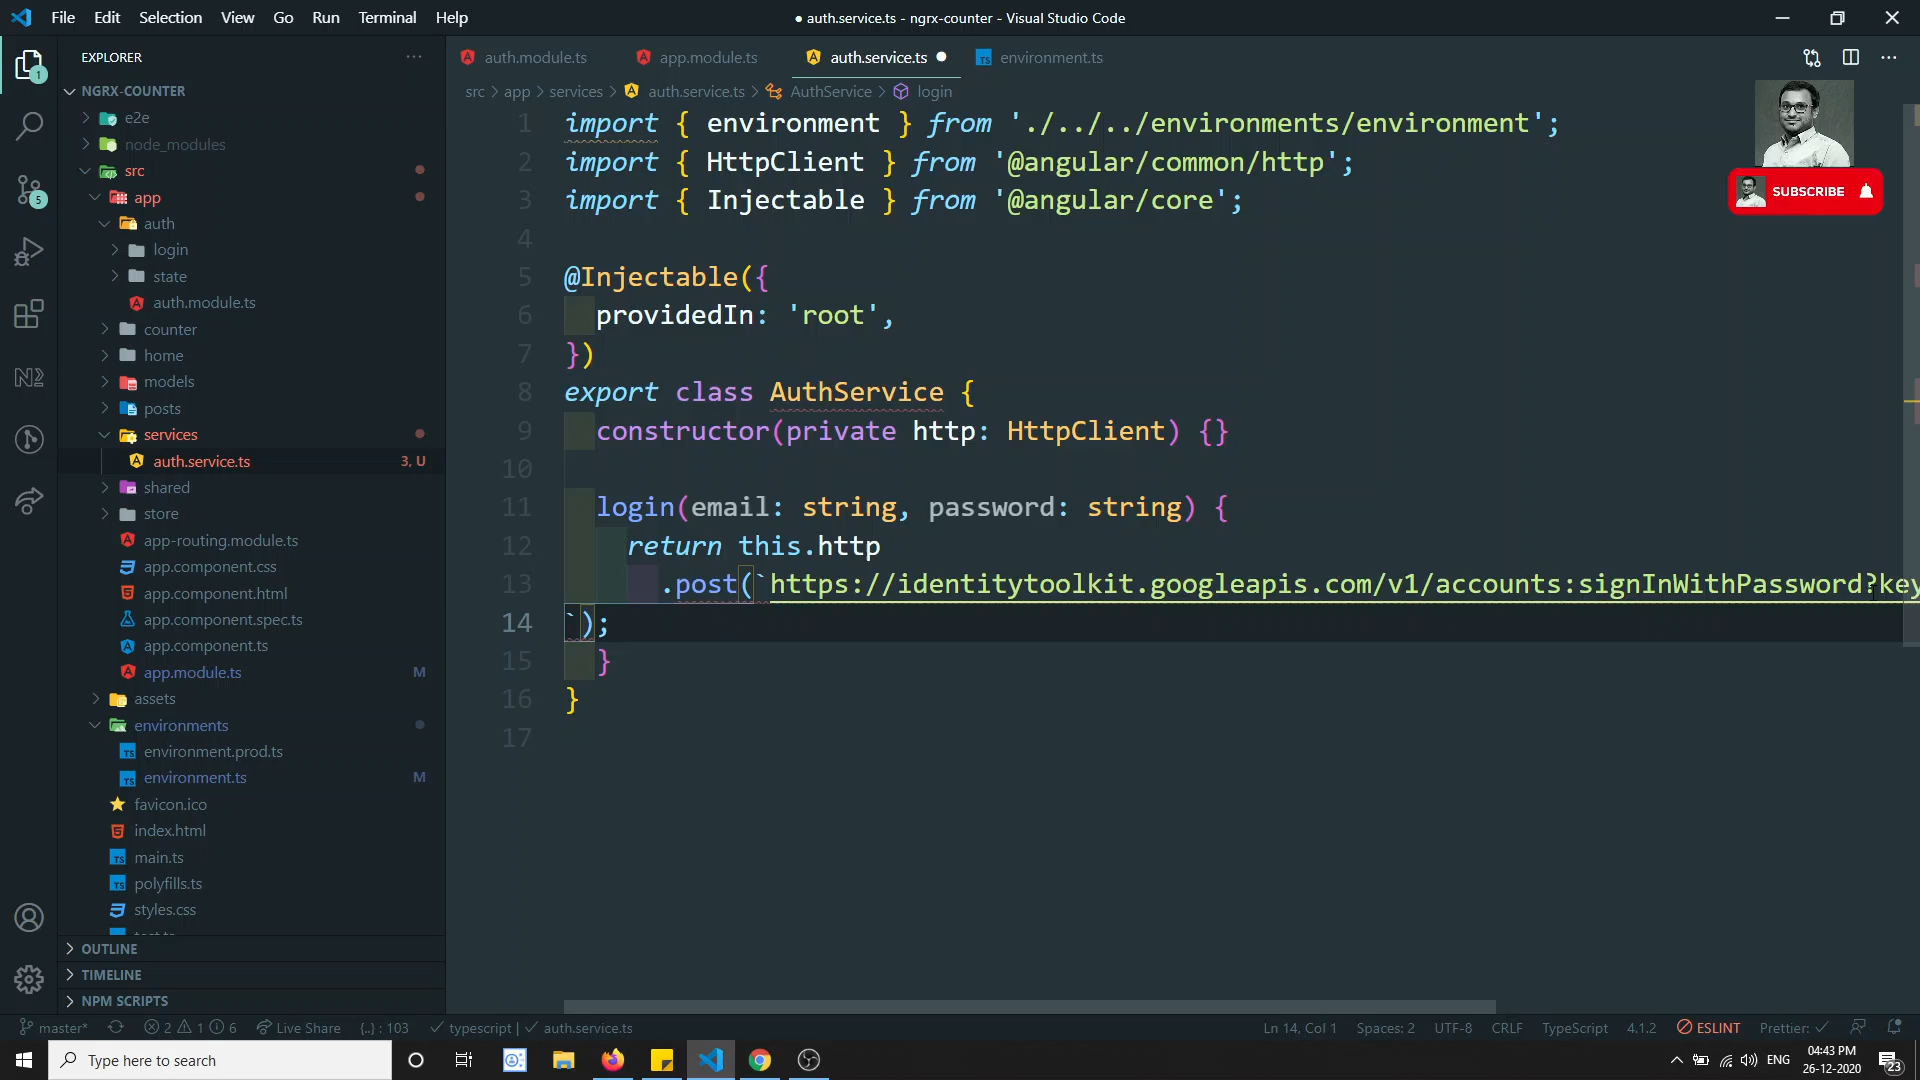 File Edit Selection View Go Run Terminal Help
● auth.service.ts - ngrx-counter - Visual Studio Code
EXPLORER
auth.module.ts app.module.ts auth.service.ts environment.ts
NGRX-COUNTER
src > app > services > auth.service.ts > AuthService > login
e2e
node_modules
src
app
auth
login
state
auth.module.ts
counter
home
models
posts
services
auth.service.ts 3, U
shared
store
app-routing.module.ts
app.component.css
app.component.html
app.component.spec.ts
app.component.ts
app.module.ts M
assets
environments
environment.prod.ts
environment.ts M
favicon.ico
index.html
main.ts
polyfills.ts
styles.css
OUTLINE
TIMELINE
NPM SCRIPTS
1
5
1 import { environment } from './../../environments/environment';
2 import { HttpClient } from '@angular/common/http';
3 import { Injectable } from '@angular/core';
4
5 @Injectable({
6 providedIn: 'root',
7 })
8 export class AuthService {
9 constructor(private http: HttpClient) {}
10
11 login(email: string, password: string) {
12 return this.http
13 .post(`https://identitytoolkit.googleapis.com/v1/accounts:signInWithPassword?key
14 `);
15 }
16 }
17
SUBSCRIBE
master* 2 1 6 Live Share {..} : 103 typescript | auth.service.ts
Ln 14, Col 1 Spaces: 2 UTF-8 CRLF TypeScript 4.1.2 ESLINT Prettier: ✓
Type here to search
ENG 04:43 PM
26-12-2020
23